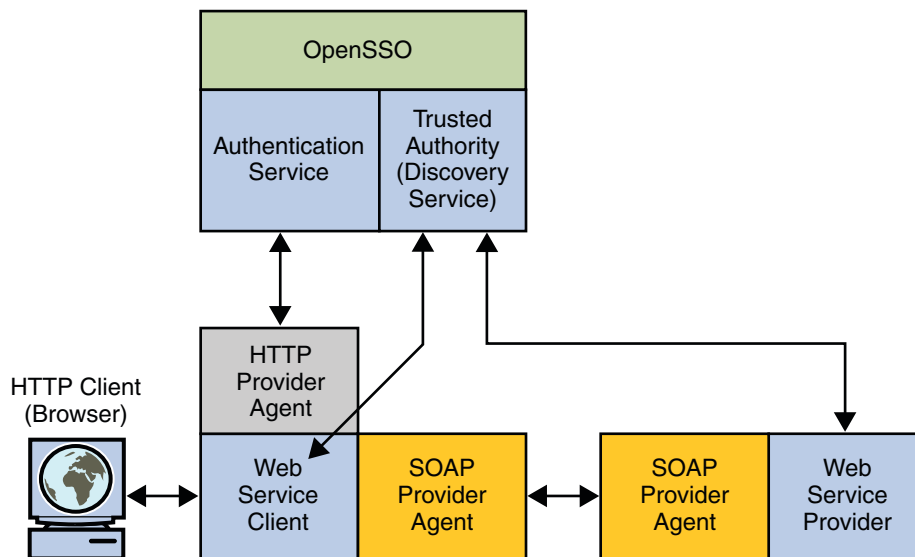 OpenSSO
Authentication
Service
Trusted
Authority
(Discovery
Service)
HTTP
Provider
Agent
HTTP Client
(Browser)
Web
Service
Client
SOAP
Provider
Agent
SOAP
Provider
Agent
Web
Service
Provider